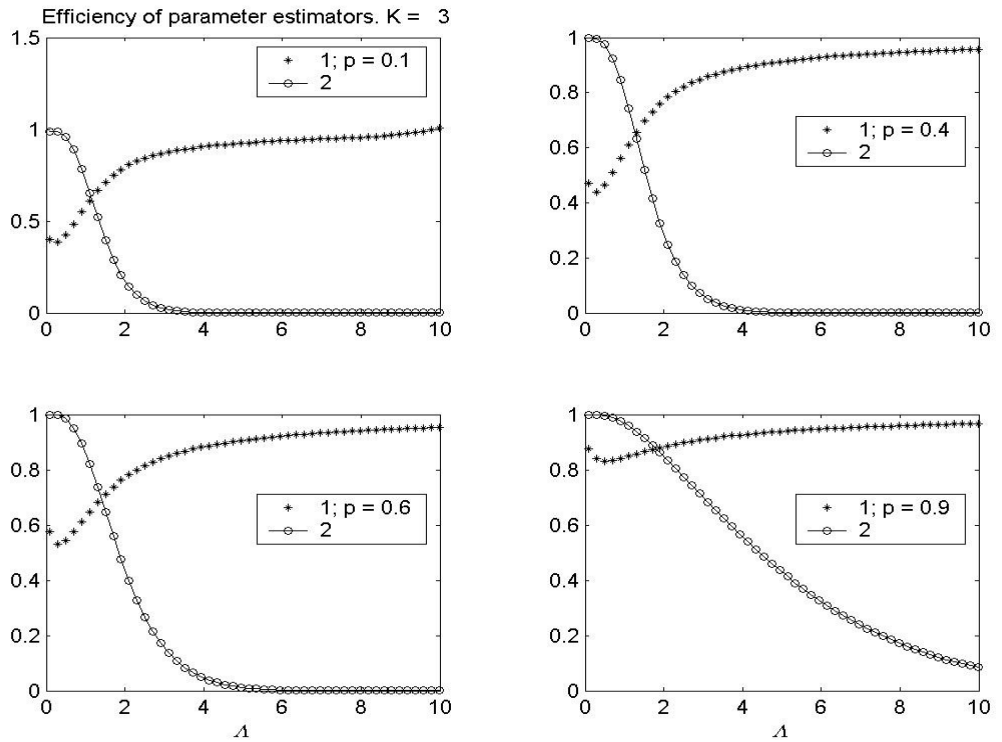 Efficiency of parameter estimators. K = 3
1.5
1
0.5
0
0 2 4 6 8 10
1; p = 0.1
2
1
0.8
0.6
0.4
0.2
0
0 2 4 6 8 10
1; p = 0.4
2
1
0.8
0.6
0.4
0.2
0
0 2 4 6 8 10
1; p = 0.6
2
Λ
1
0.8
0.6
0.4
0.2
0
0 2 4 6 8 10
1; p = 0.9
2
Λ